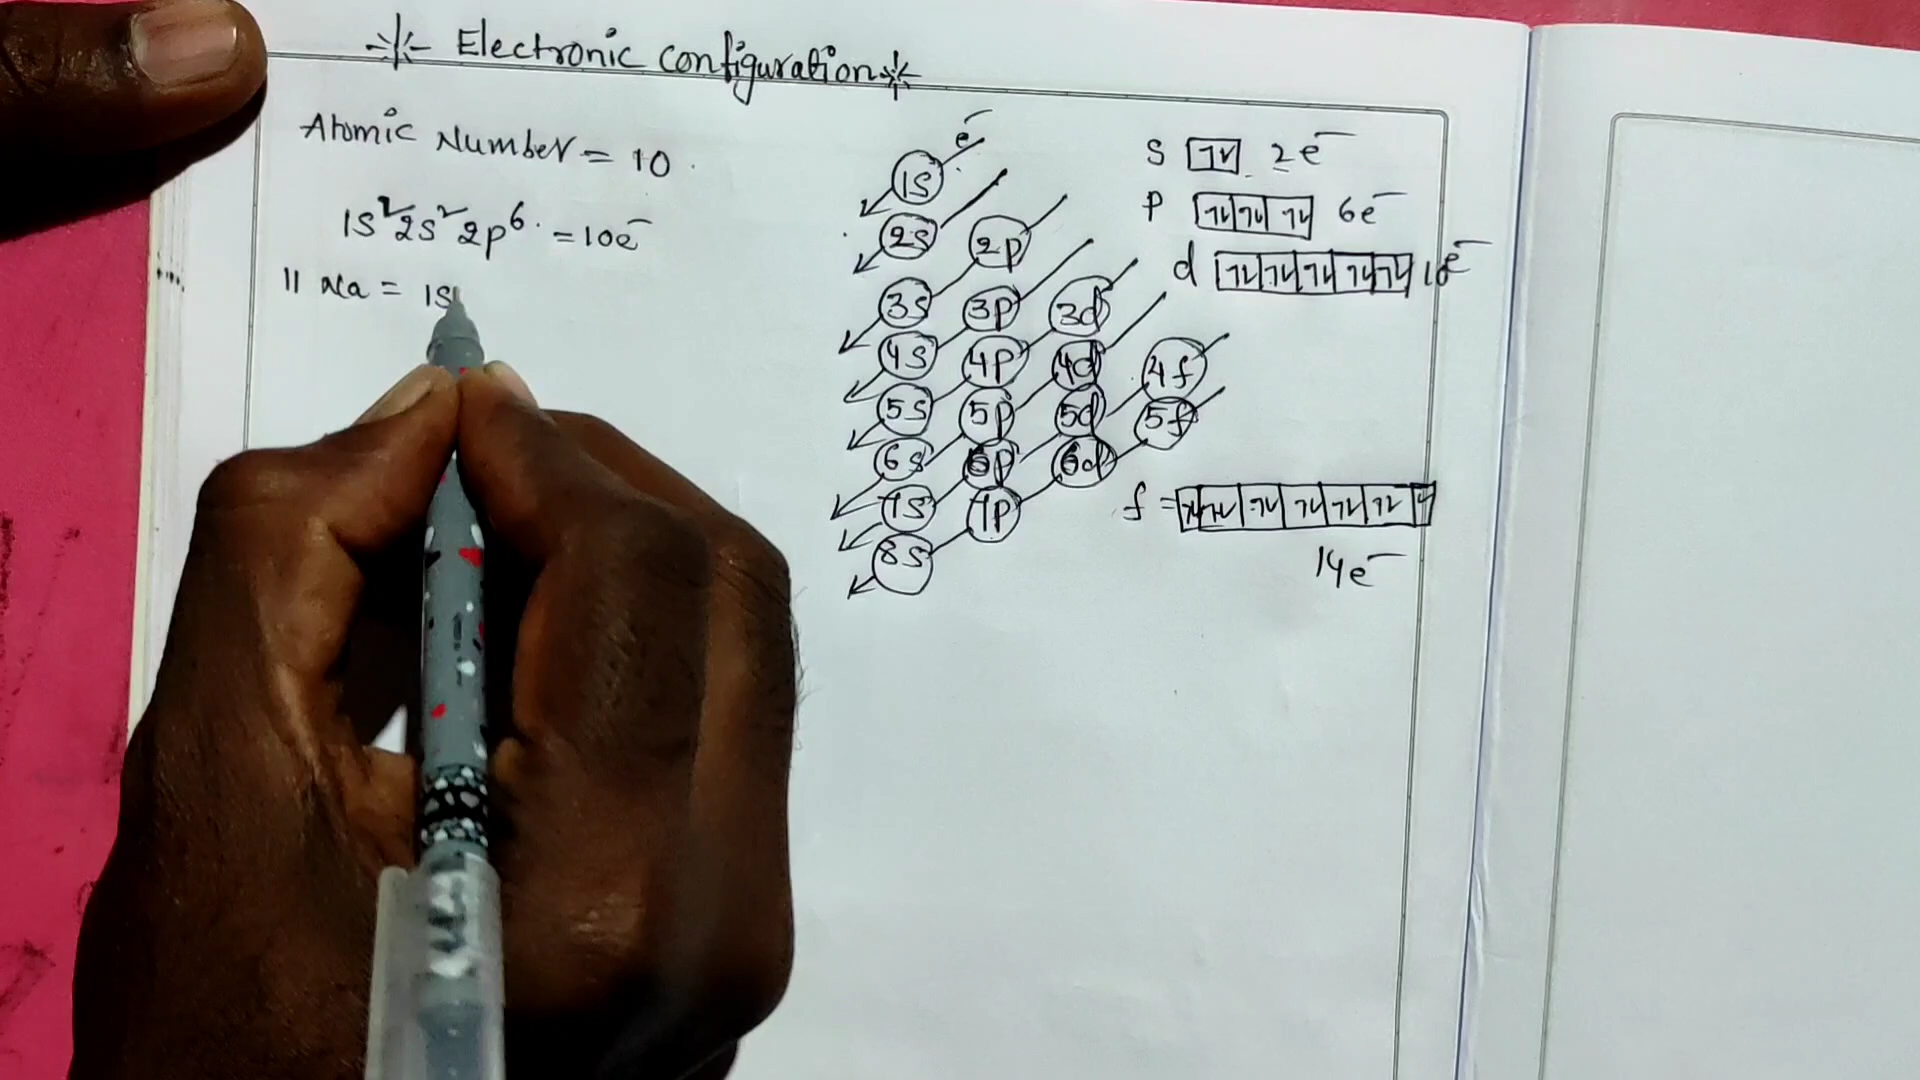 Electronic configuration
Atomic Number = 10
1s² 2s² 2p⁶ = 10e⁻
11 Na = 1s
e⁻
1s
2s 2p
3s 3p 3d
4s 4p 4d 4f
5s 5p 5d 5f
6s 6p 6d
7s 7p
8s
s 2e⁻
p 6e⁻
d 10e⁻
f =
14e⁻